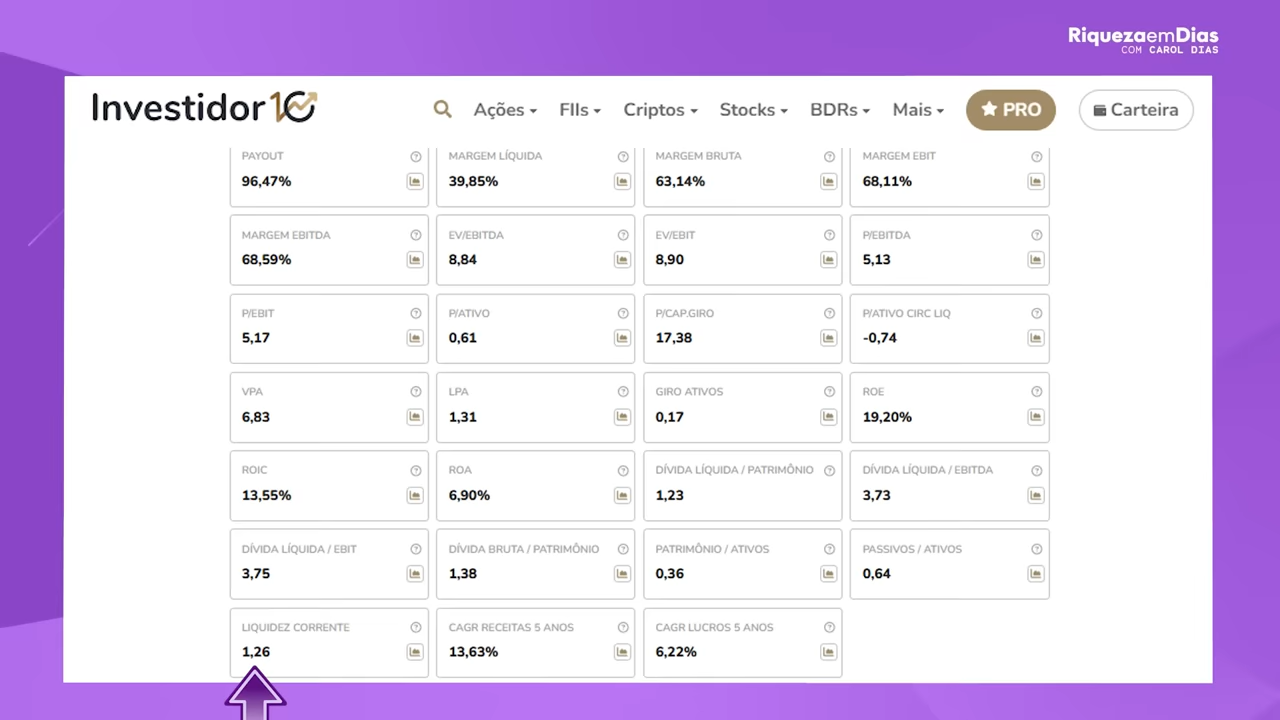 RiquezaemDias
COM CAROL DIAS
Investidor 10
Ações
FIIs
Criptos
Stocks
BDRs
Mais
PRO
Carteira
PAYOUT
96,47%
MARGEM LÍQUIDA
39,85%
MARGEM BRUTA
63,14%
MARGEM EBIT
68,11%
MARGEM EBITDA
68,59%
EV/EBITDA
8,84
EV/EBIT
8,90
P/EBITDA
5,13
P/EBIT
5,17
P/ATIVO
0,61
P/CAP.GIRO
17,38
P/ATIVO CIRC LIQ
-0,74
VPA
6,83
LPA
1,31
GIRO ATIVOS
0,17
ROE
19,20%
ROIC
13,55%
ROA
6,90%
DÍVIDA LÍQUIDA / PATRIMÔNIO
1,23
DÍVIDA LÍQUIDA / EBITDA
3,73
DÍVIDA LÍQUIDA / EBIT
3,75
DÍVIDA BRUTA / PATRIMÔNIO
1,38
PATRIMÔNIO / ATIVOS
0,36
PASSIVOS / ATIVOS
0,64
LIQUIDEZ CORRENTE
1,26
CAGR RECEITAS 5 ANOS
13,63%
CAGR LUCROS 5 ANOS
6,22%